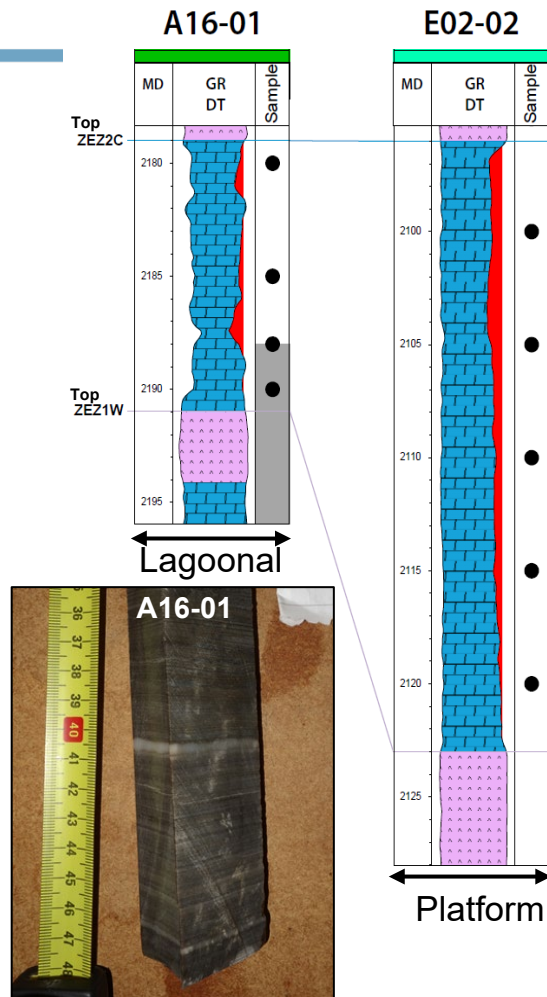 A16-01
E02-02
MD
GR
DT
Sample
MD
GR
DT
Sample
Top
ZEZ2C
2180
2185
2190
2195
Top
ZEZ1W
2100
2105
2110
2115
2120
2125
Lagoonal
Platform
A16-01
36
37
38
39
40
41
42
43
44
45
46
47
48